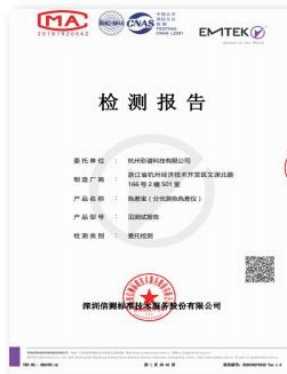 MA
CNAS
TESTING
EMTEK
检测报告
委托单位 : 杭州彩谱科技有限公司
制造厂商 : 浙江省杭州经济技术开发区文渊北路
166号2幢501室
产品名称 : 色差宝(分光测色色差仪)
产品型号 : 见测试报告
检测类别 : 委托检测
深圳信测标准技术服务股份有限公司